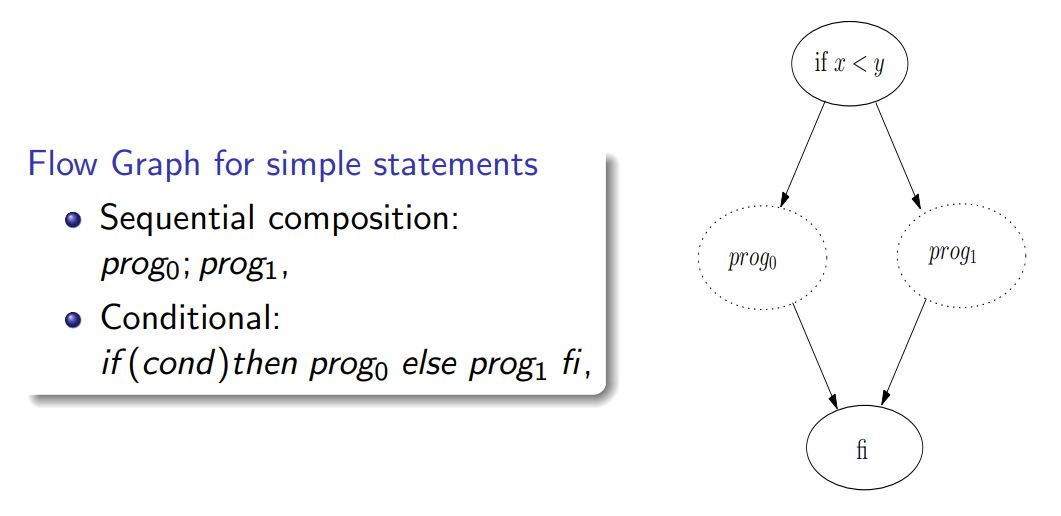 Flow Graph for simple statements
Sequential composition:
prog₀; prog₁,
Conditional:
if(cond)then prog₀ else prog₁ fi,
if x < y
prog₀
prog₁
fi